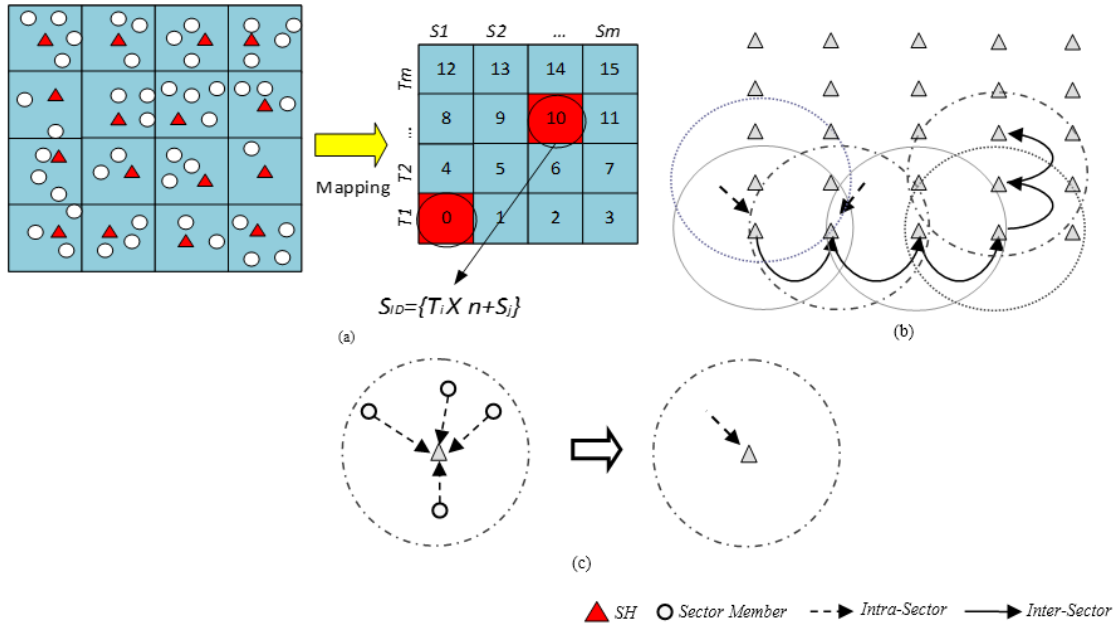 S1 S2 ... Sm
Tm 12 13 14 15
... 8 9 10 11
T2 4 5 6 7
T1 0 1 2 3
Mapping
SID={Ti X n+Sj}
(a)
(b)
(c)
SH Sector Member Intra-Sector Inter-Sector